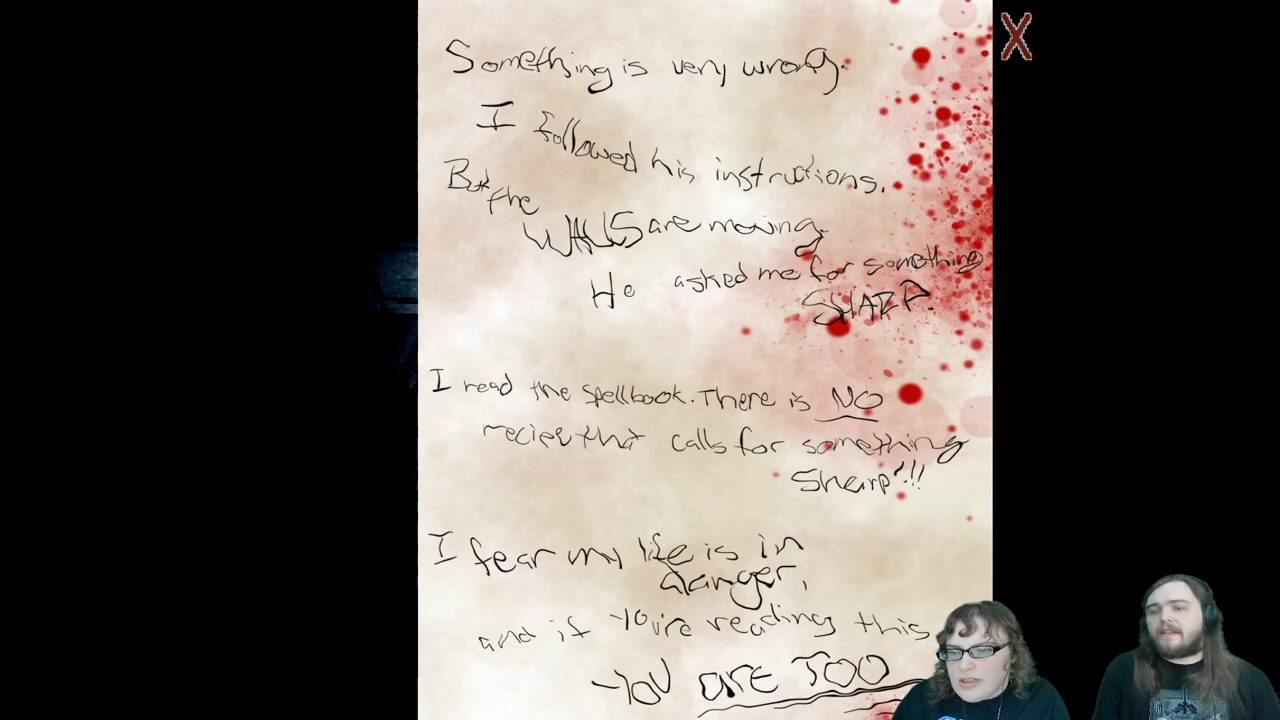 Something is very wrong.
I followed his instructions.
But the
WALLS are moving.
He asked me for something
SHARP.
I read the spellbook. There is NO
recipe that calls for something
Sharp!!!
I fear my life is in
danger,
and if you're reading this
YOU are TOO
X